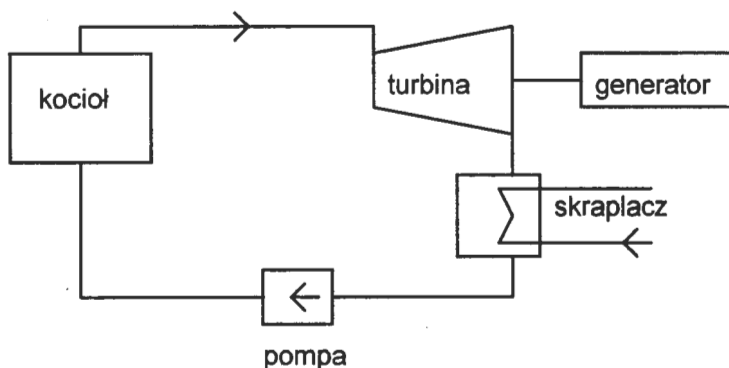 kocioł
turbina
generator
skraplacz
pompa